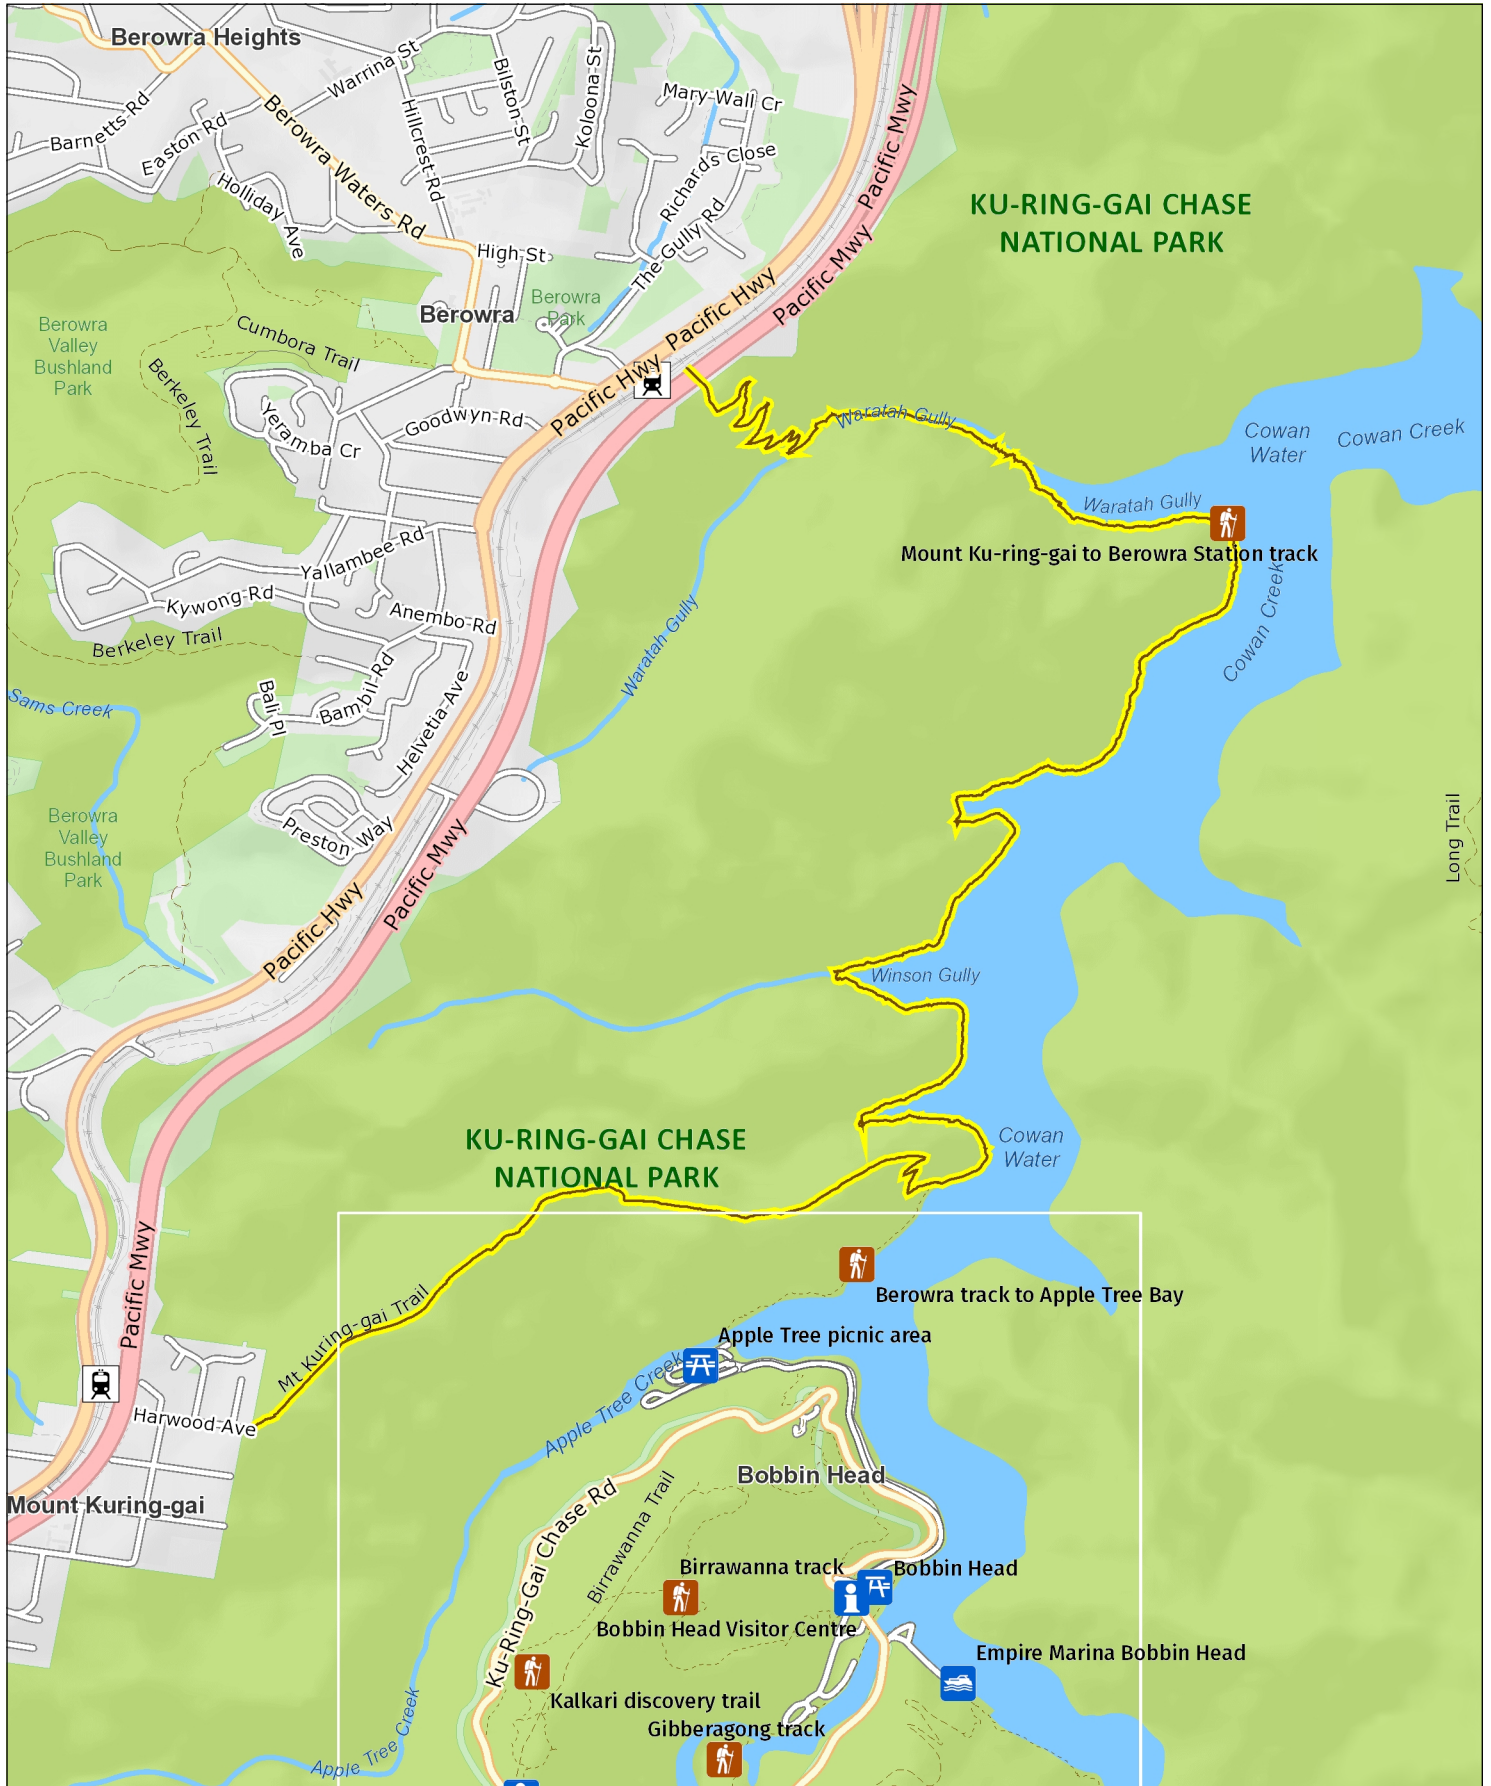 Berowra Heights
Warrina St
Bilston-St
Koloona-St
Mary-Wall Cr
Pacific Mwy
Barnetts Rd
Easton Rd
Berowra Waters Rd
Hillcrest-Rd
Richards Close
Holliday Ave
The Gully Rd
High-St
KU-RING-GAI CHASE
NATIONAL PARK
Pacific Mwy
Pacific Hwy
Berowra
Berowra
Park
Berowra
Valley
Bushland
Park
Cumbora Trail
Berkeley Trail
Pacific Hwy
Yeramba Cr
Goodwyn-Rd
Waratah Gully
Cowan
Water
Cowan Creek
Waratah Gully
Mount Ku-ring-gai to Berowra Station track
Yallambee-Rd
Kywong-Rd
Anembo-Rd
Berkeley Trail
Waratah Gully
Cowan Creek
Sams Creek
Bali Pl
Bambil-Rd
Helvetia-Ave
Berowra
Valley
Bushland
Park
Preston Way
Pacific Mwy
Long Trail
Pacific Hwy
Winson Gully
KU-RING-GAI CHASE
NATIONAL PARK
Cowan
Water
Pacific Mwy
Mt Kuring-gai Trail
Berowra track to Apple Tree Bay
Apple Tree picnic area
Apple Tree Creek
Harwood-Ave
Bobbin Head
Mount Kuring-gai
Ku-Ring-Gai Chase Rd
Birrawanna Trail
Birrawanna track
Bobbin Head
Bobbin Head Visitor Centre
Empire Marina Bobbin Head
Kalkari discovery trail
Gibberagong track
Apple Tree Creek